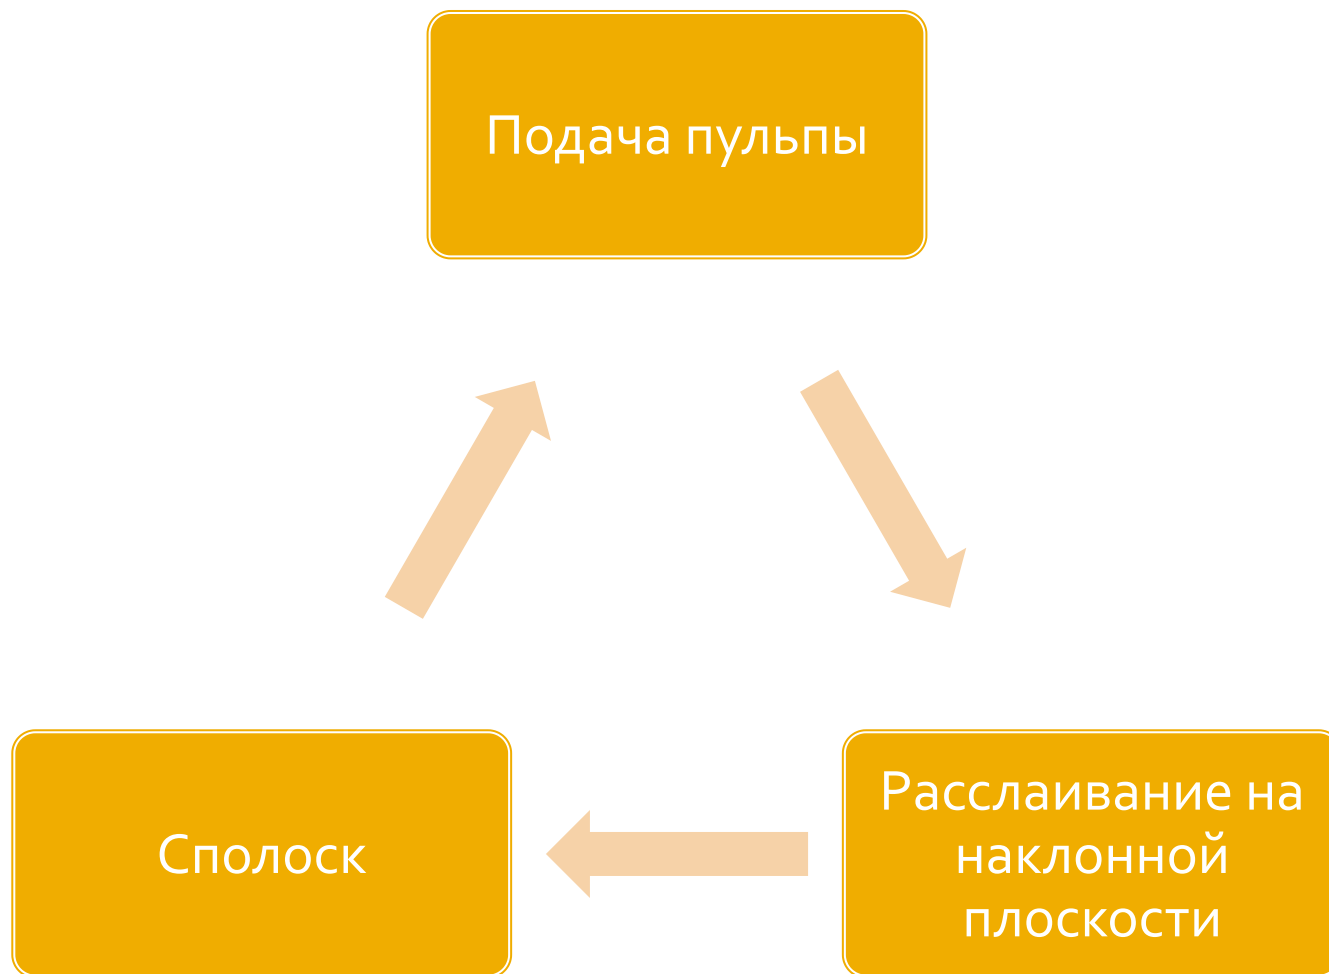 Подача пульпы
Расслаивание на
наклонной
плоскости
Сполоск